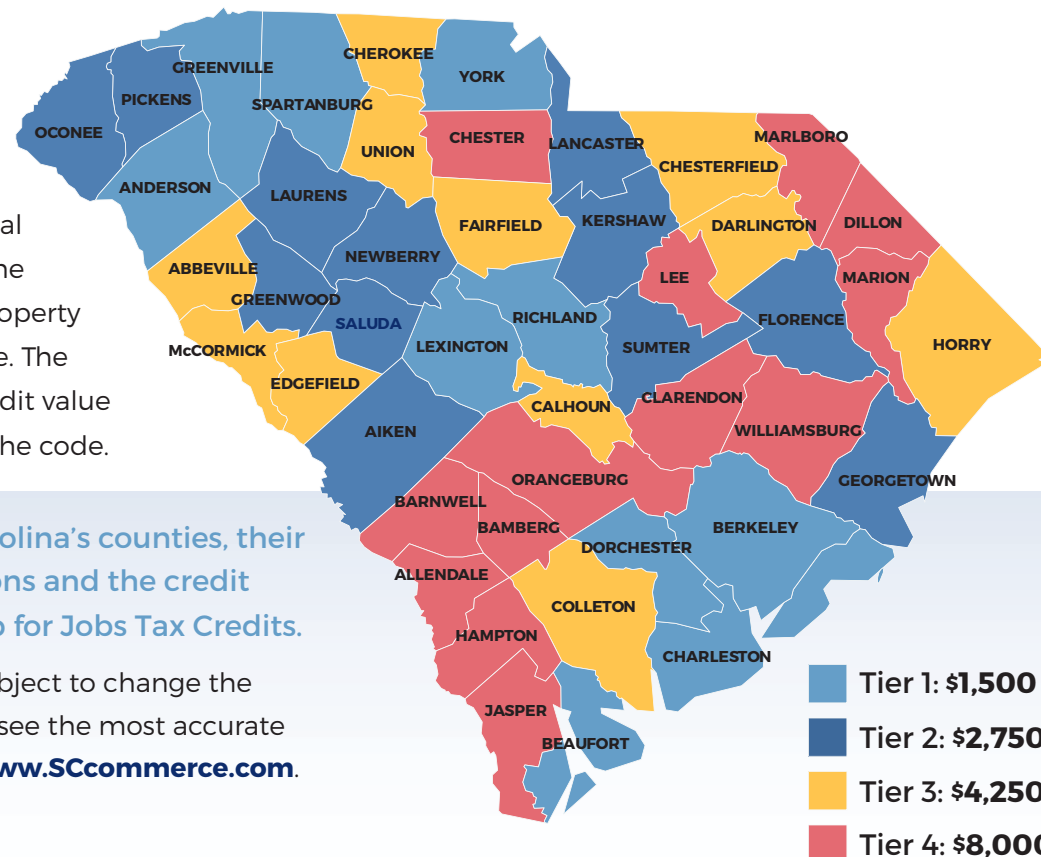 CHEROKEE
GREENVILLE
YORK
PICKENS
SPARTANBURG
OCONEE
CHESTER
MARLBORO
LANCASTER
UNION
CHESTERFIELD
ANDERSON
LAURENS
KERSHAW
DILLON
FAIRFIELD
DARLINGTON
NEWBERRY
ABBEVILLE
LEE
MARION
GREENWOOD
RICHLAND
FLORENCE
SALUDA
HORRY
LEXINGTON
SUMTER
McCORMICK
EDGEFIELD
CLARENDON
CALHOUN
AIKEN
WILLIAMSBURG
ORANGEBURG
GEORGETOWN
BARNWELL
BAMBERG
BERKELEY
DORCHESTER
ALLENDALE
COLLETON
HAMPTON
CHARLESTON
JASPER
BEAUFORT
al
ne
operty
e. The
dit value
he code.
olina's counties, their
ons and the credit
o for Jobs Tax Credits.
bject to change the
see the most accurate
ww.SCcommerce.com.
Tier 1: $1,500
Tier 2: $2,750
Tier 3: $4,250
Tier 4: $8,000